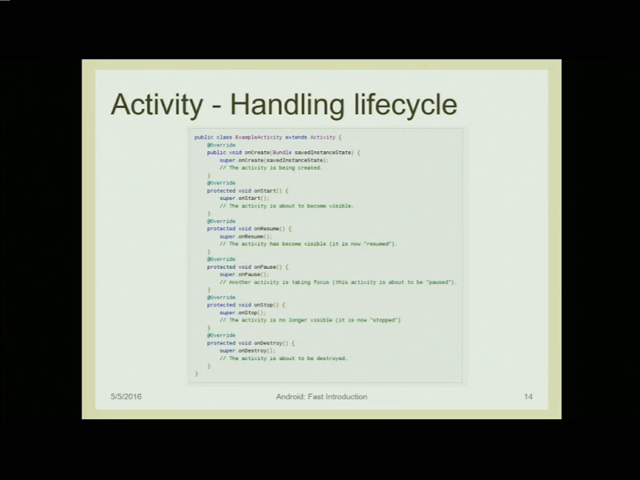 Activity - Handling lifecycle
public class ExampleActivity extends Activity {
@Override
public void onCreate(Bundle savedInstanceState) {
super.onCreate(savedInstanceState);
// The activity is being created.
}
@Override
protected void onStart() {
super.onStart();
// The activity is about to become visible.
}
@Override
protected void onResume() {
super.onResume();
// The activity has become visible (it is now "resumed").
}
@Override
protected void onPause() {
super.onPause();
// Another activity is taking focus (this activity is about to be "paused").
}
@Override
protected void onStop() {
super.onStop();
// The activity is no longer visible (it is now "stopped")
}
@Override
protected void onDestroy() {
super.onDestroy();
// The activity is about to be destroyed.
}
}
5/5/2016
Android: Fast Introduction
14